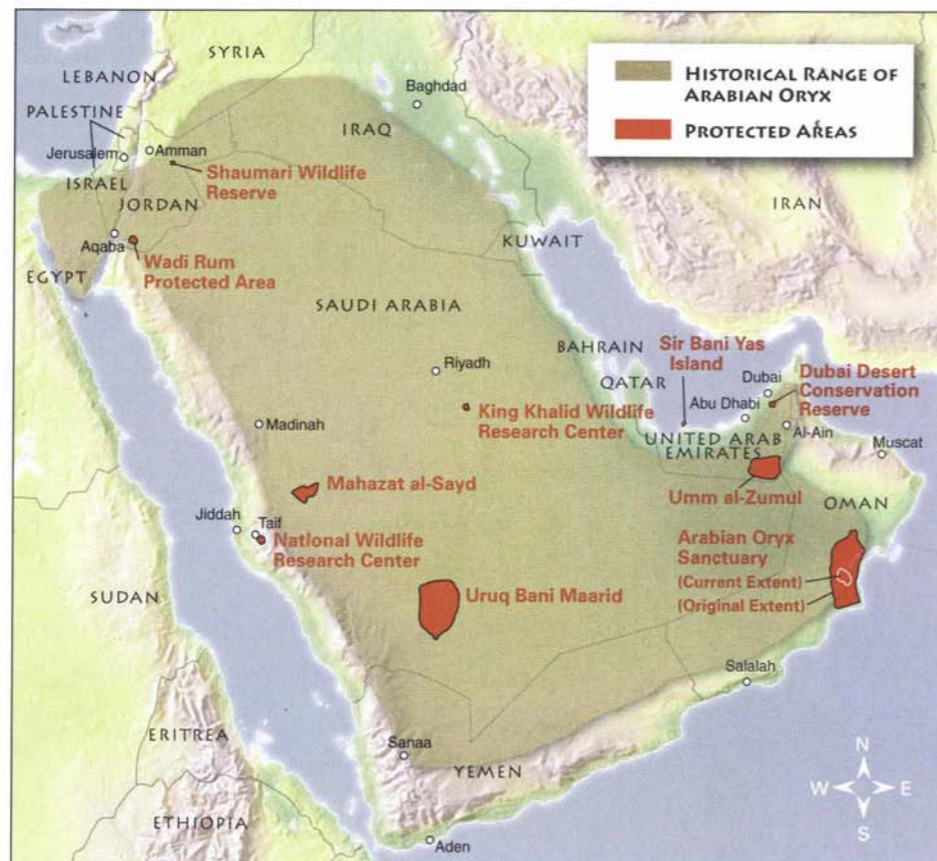 HISTORICAL RANGE OF
ARABIAN ORYX
PROTECTED AREAS
SYRIA
LEBANON
PALESTINE
Jerusalem
Amman
Baghdad
IRAQ
ISRAEL
JORDAN
Shaumari Wildlife
Reserve
IRAN
Aqaba
EGYPT
Wadi Rum
Protected Area
KUWAIT
SAUDI ARABIA
BAHRAIN
QATAR
Sir Bani Yas
Island
Dubai
Abu Dhabi
Dubai Desert
Conservation
Reserve
Riyadh
King Khalid Wildlife
Research Center
Madinah
UNITED ARAB
EMIRATES
Al-Ain
Muscat
Mahazat al-Sayd
Umm al-Zumul
OMAN
Jiddah
Taif
National Wildlife
Research Center
Arabian Oryx
Sanctuary
(Current Extent)
(Original Extent)
Uruq Bani Maarid
SUDAN
Salalah
ERITREA
Sanaa
YEMEN
ETHIOPIA
Aden
N
W
E
S